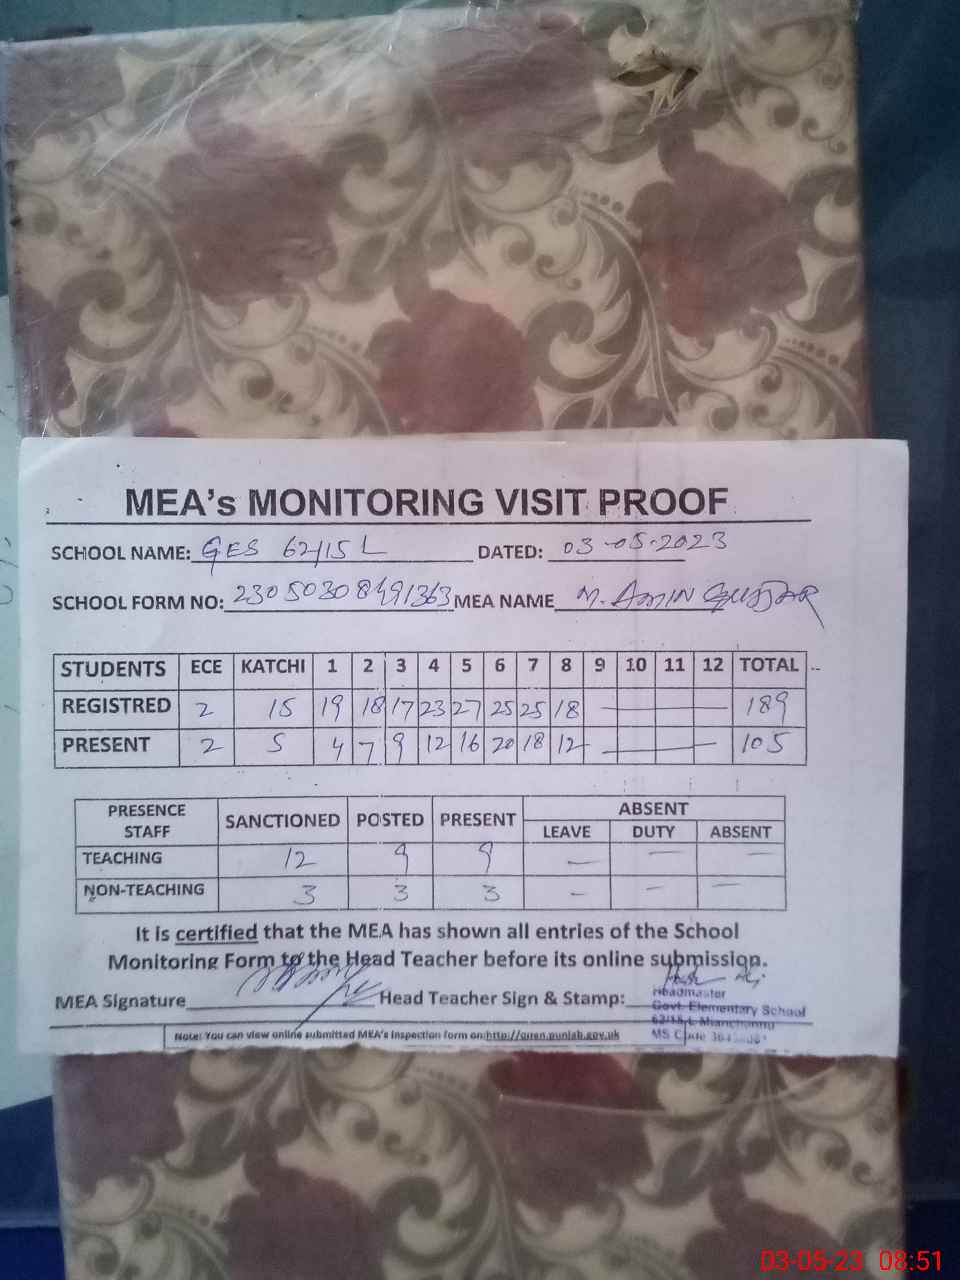 MEA's MONITORING VISIT PROOF
SCHOOL NAME: GES 62/15 L DATED: 03-05-2023
SCHOOL FORM NO: MEA NAME M. AMIN GUJJAR
STUDENTS ECE KATCHI 1 2 3 4 5 6 7 8 9 10 11 12 TOTAL
REGISTRED 2 15 19 18 17 23 27 25 25 18 — 189
PRESENT 2 5 4 7 9 12 16 20 18 12 — 105
PRESENCE STAFF SANCTIONED POSTED PRESENT ABSENT
LEAVE DUTY ABSENT
TEACHING 12 9 9 — — —
NON-TEACHING 3 3 3 - - —
It is certified that the MEA has shown all entries of the School
Monitoring Form to the Head Teacher before its online submission.
MEA Signature Head Teacher Sign & Stamp:
Headmaster
Govt. Elementary School
62/15-L Mianchannu
MS Code
Note: You can view online submitted MEA's inspection form on:
03-05-23 08:51